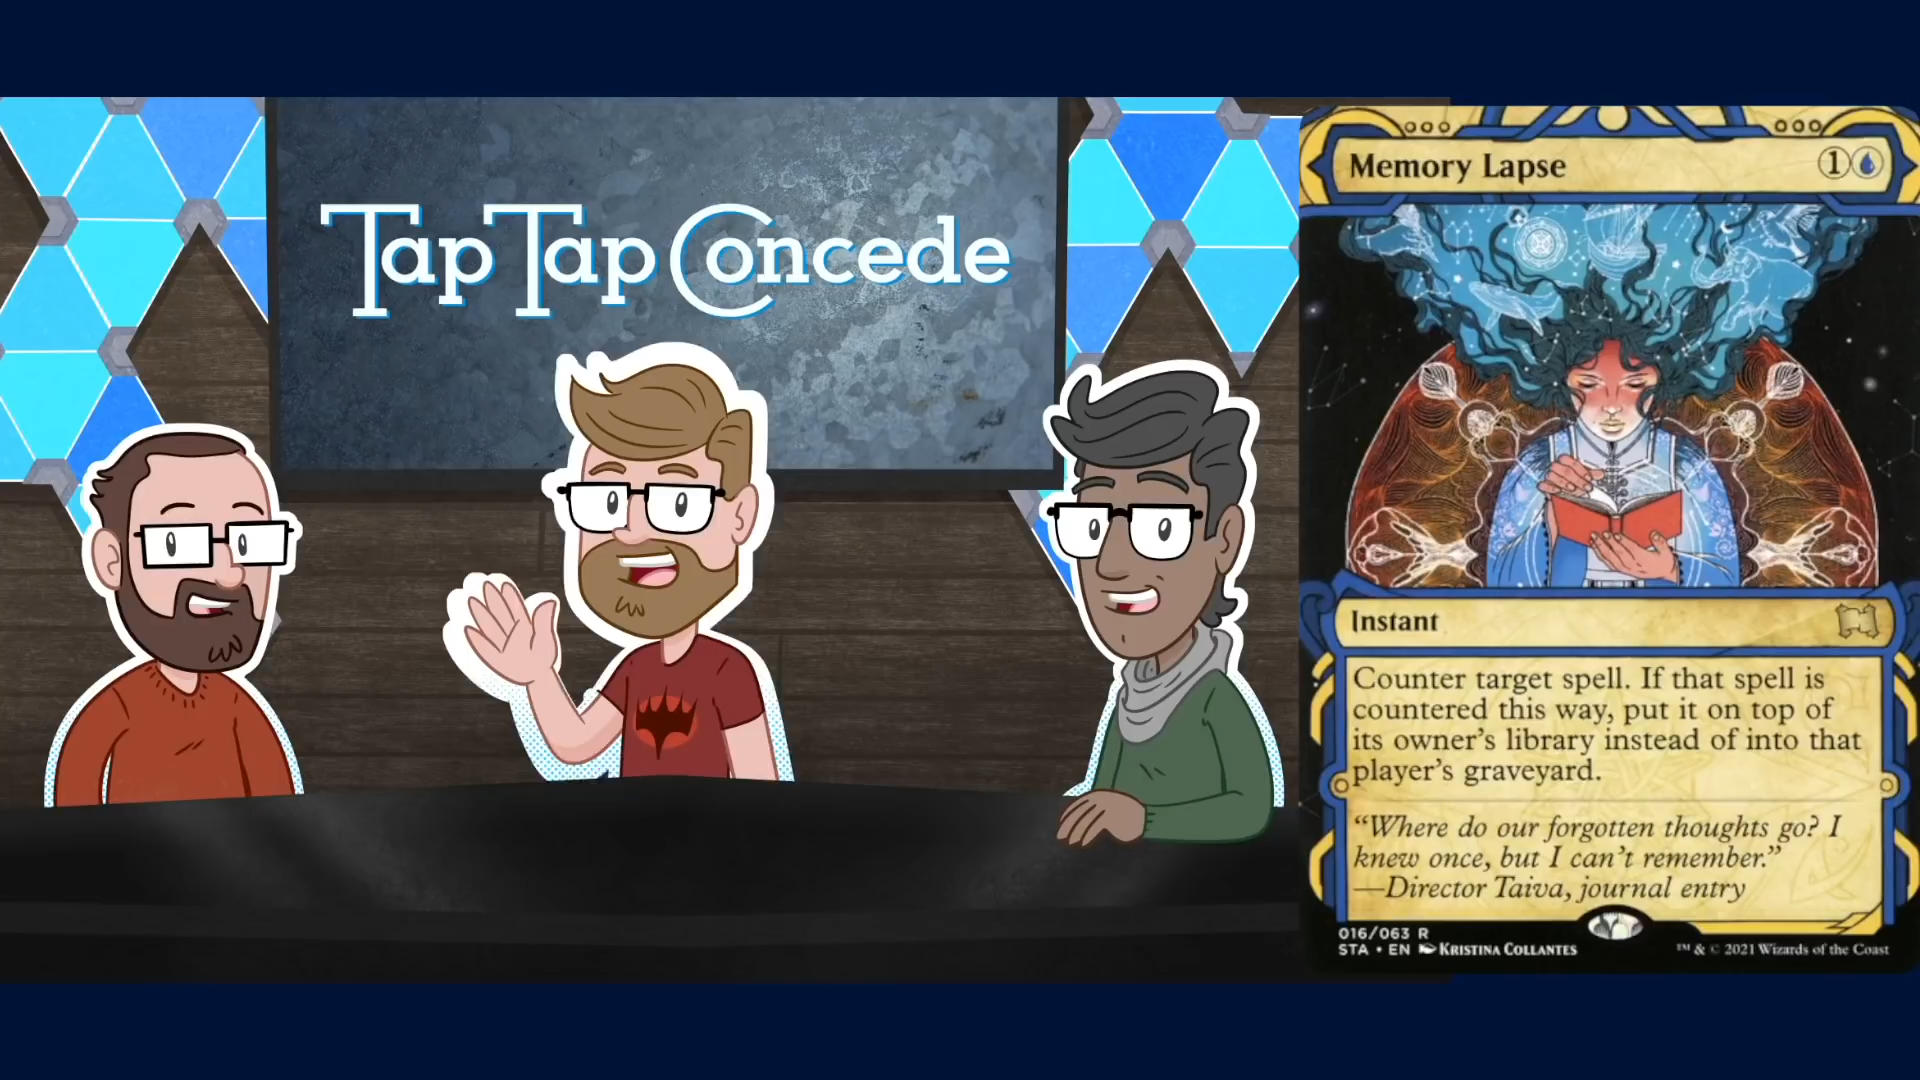 Tap Tap Concede
Memory Lapse
1
Instant
Counter target spell. If that spell is
countered this way, put it on top of
its owner's library instead of into that
player's graveyard.
“Where do our forgotten thoughts go? I
knew once, but I can't remember.”
—Director Taiva, journal entry
016/063 R
STA • EN KRISTINA COLLANTES
™ & © 2021 Wizards of the Coast